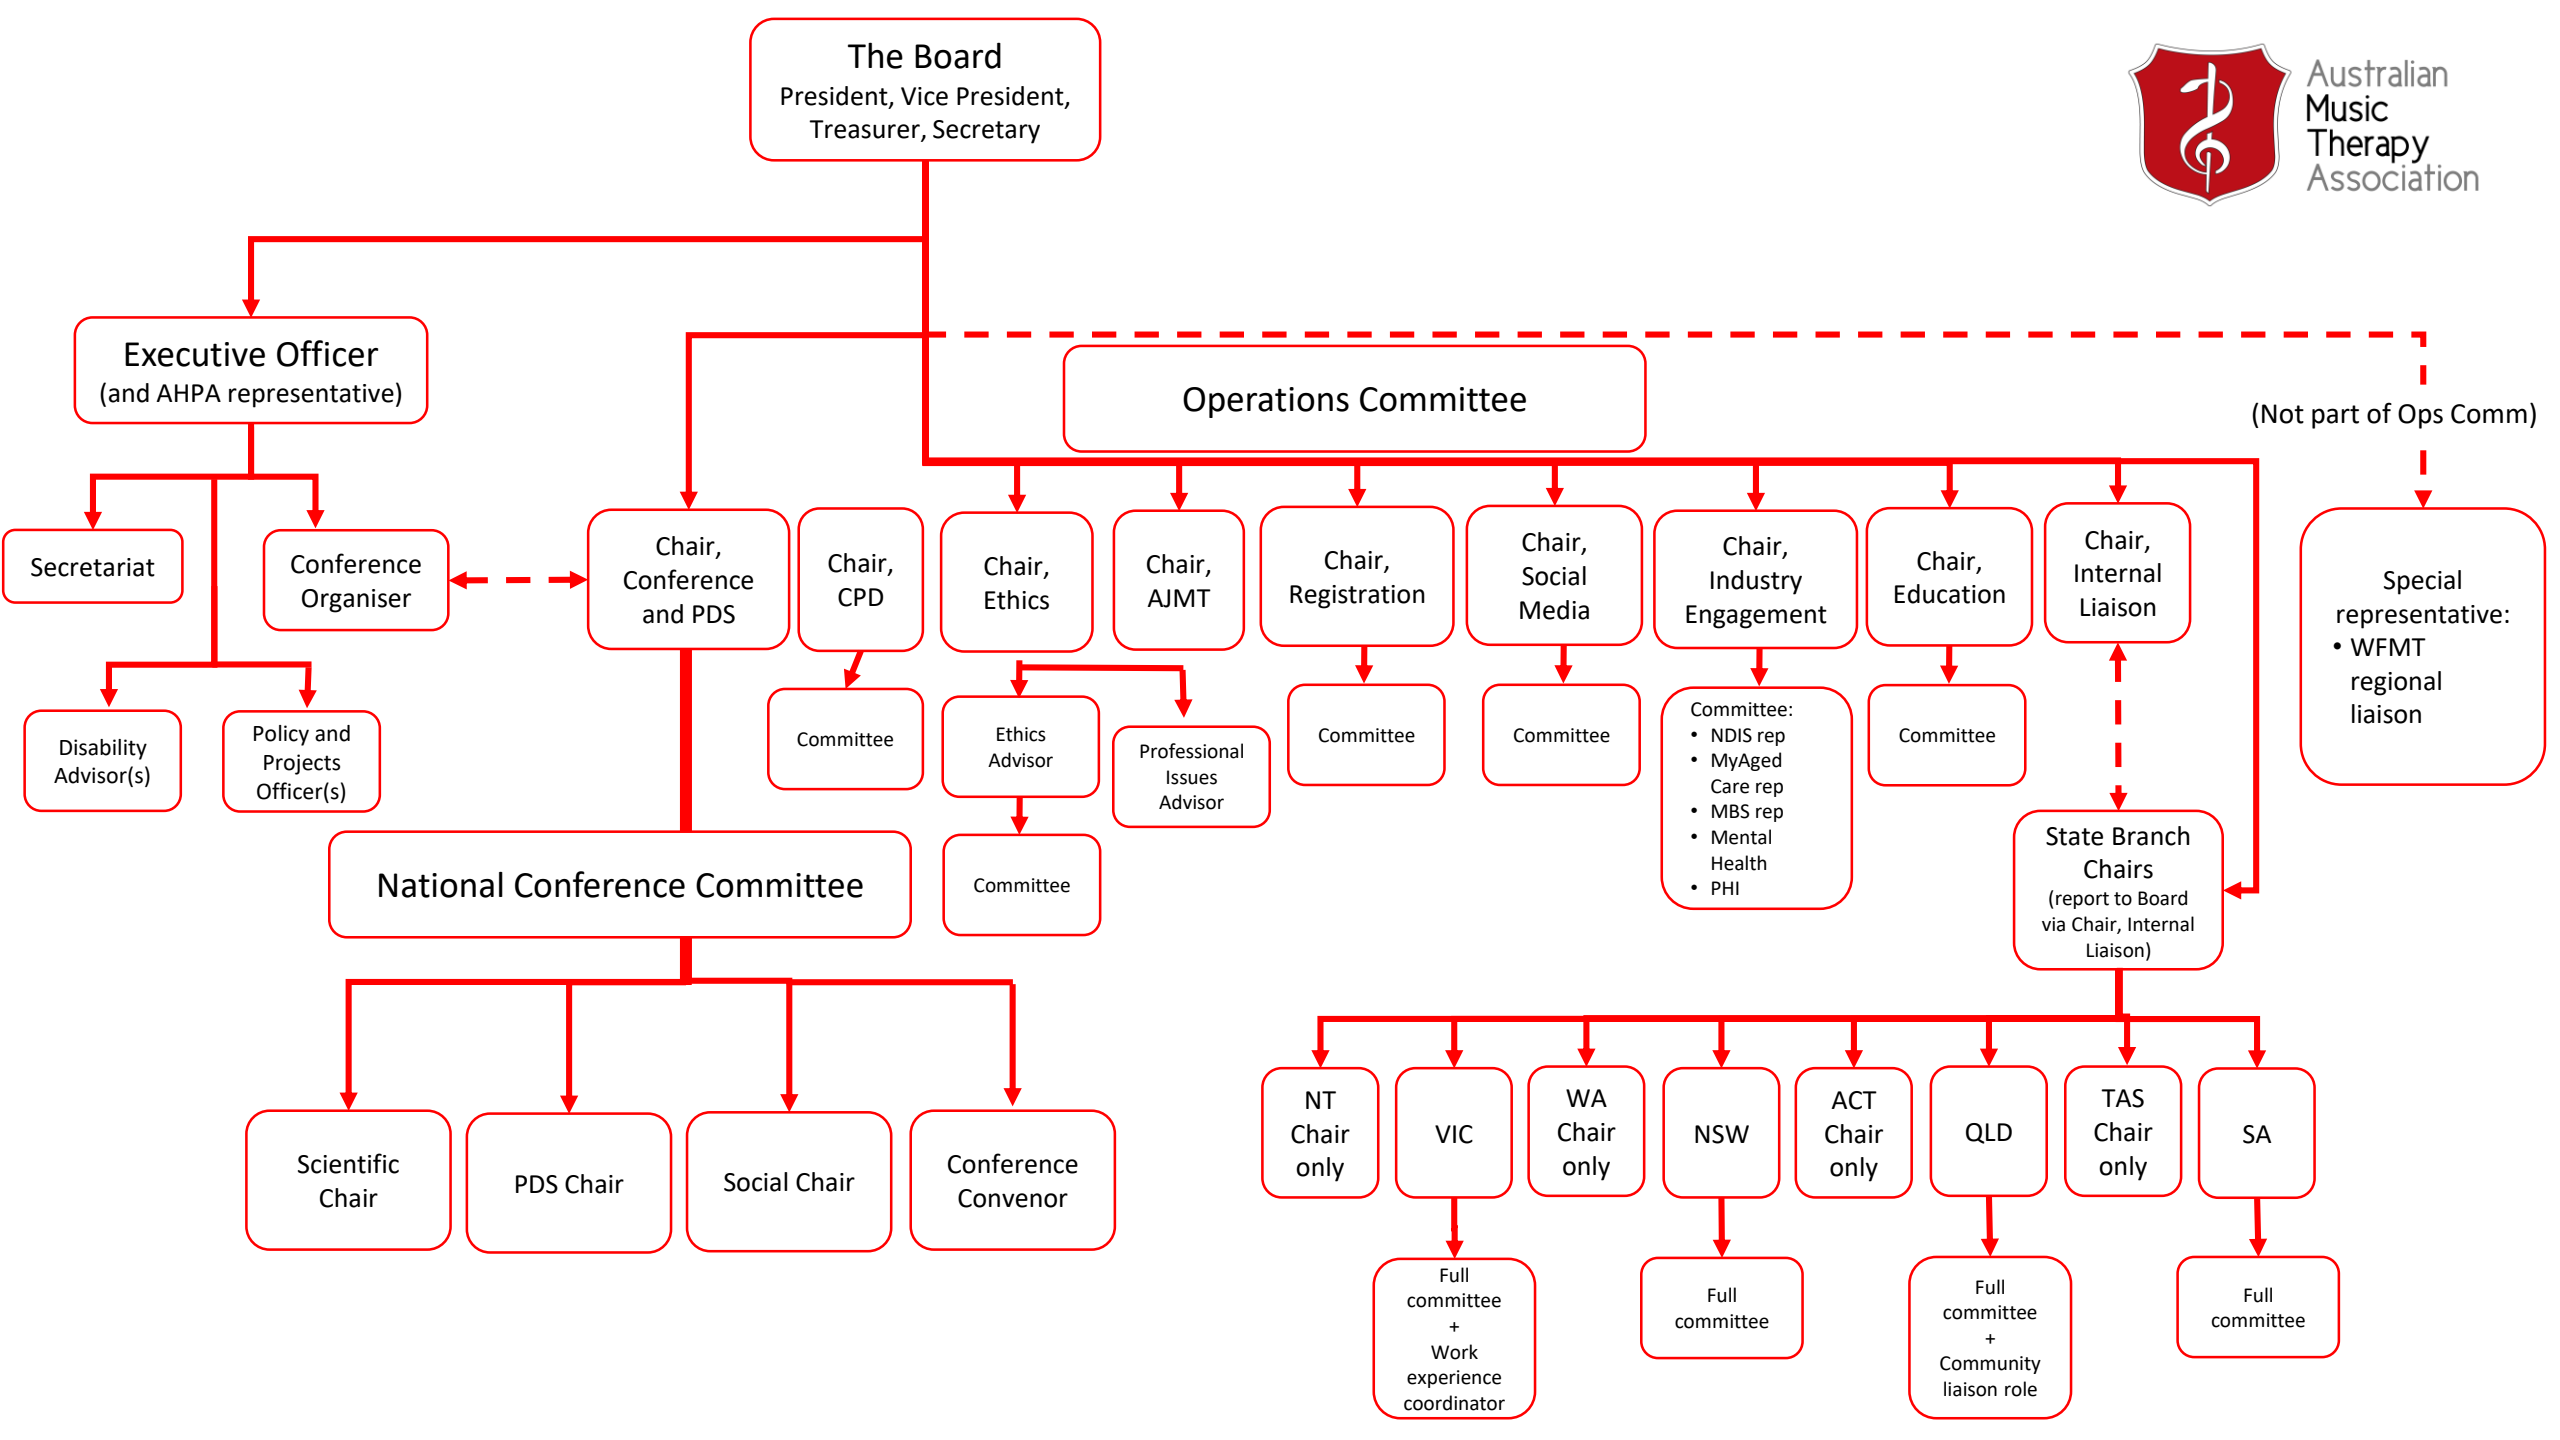 The Board
President, Vice President,
Treasurer, Secretary
Australian
Music
Therapy
Association
Executive Officer
(and AHPA representative)
Operations Committee
(Not part of Ops Comm)
Secretariat
Conference
Organiser
Chair,
Conference
and PDS
Chair,
CPD
Chair,
Ethics
Chair,
AJMT
Chair,
Registration
Chair,
Social
Media
Chair,
Industry
Engagement
Chair,
Education
Chair,
Internal
Liaison
Special
representative:
• WFMT
regional
liaison
Disability
Advisor(s)
Policy and
Projects
Officer(s)
Committee
Ethics
Advisor
Professional
Issues
Advisor
Committee
Committee
Committee:
• NDIS rep
• MyAged
Care rep
• MBS rep
• Mental
Health
• PHI
Committee
National Conference Committee
Committee
State Branch
Chairs
(report to Board
via Chair, Internal
Liaison)
Scientific
Chair
PDS Chair
Social Chair
Conference
Convenor
NT
Chair
only
VIC
WA
Chair
only
NSW
ACT
Chair
only
QLD
TAS
Chair
only
SA
Full
committee
+
Work
experience
coordinator
Full
committee
Full
committee
+
Community
liaison role
Full
committee